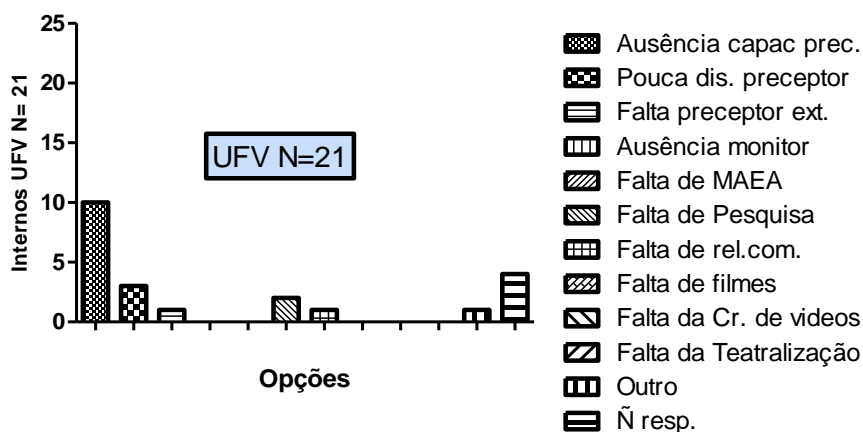 Internos UFV N= 21
25
20
15
10
5
0
UFV N=21
Opções
Ausência capac prec.
Pouca dis. preceptor
Falta preceptor ext.
Ausência monitor
Falta de MAEA
Falta de Pesquisa
Falta de rel.com.
Falta de filmes
Falta da Cr. de videos
Falta da Teatralização
Outro
Ñ resp.